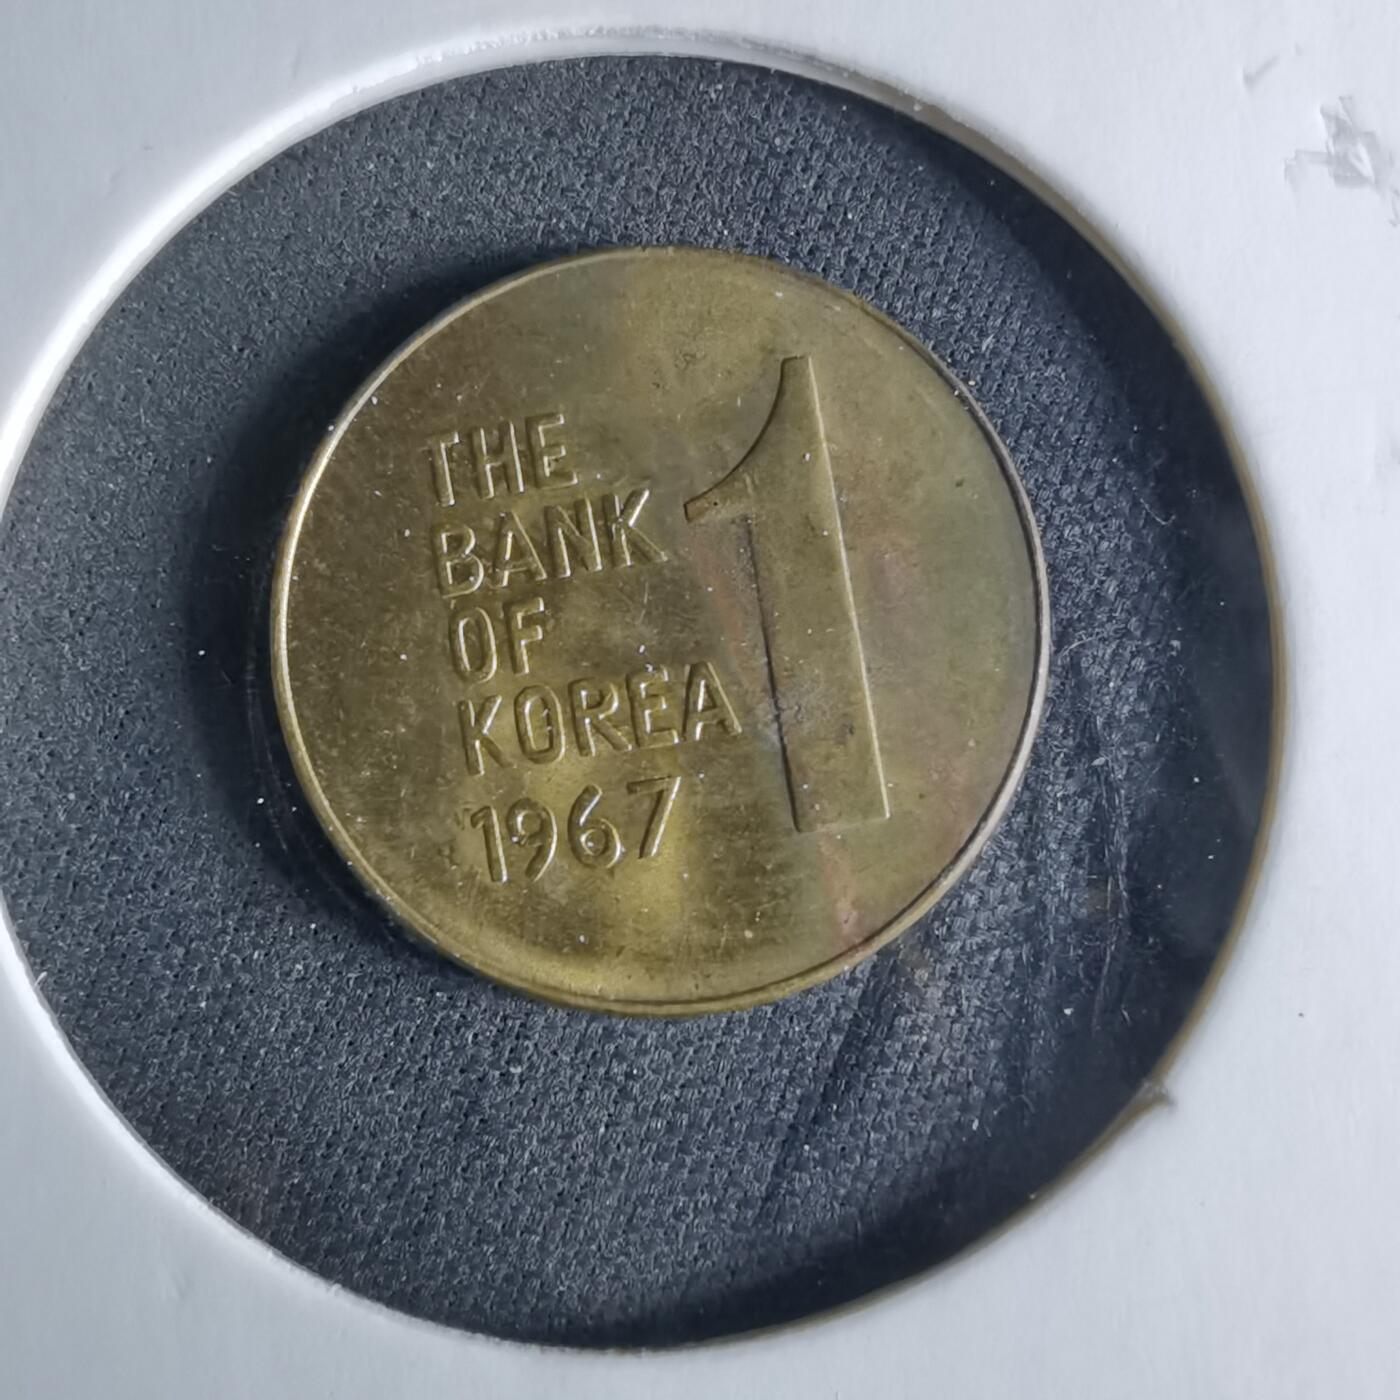 THE
BANK
OF
KOREA
1967
1